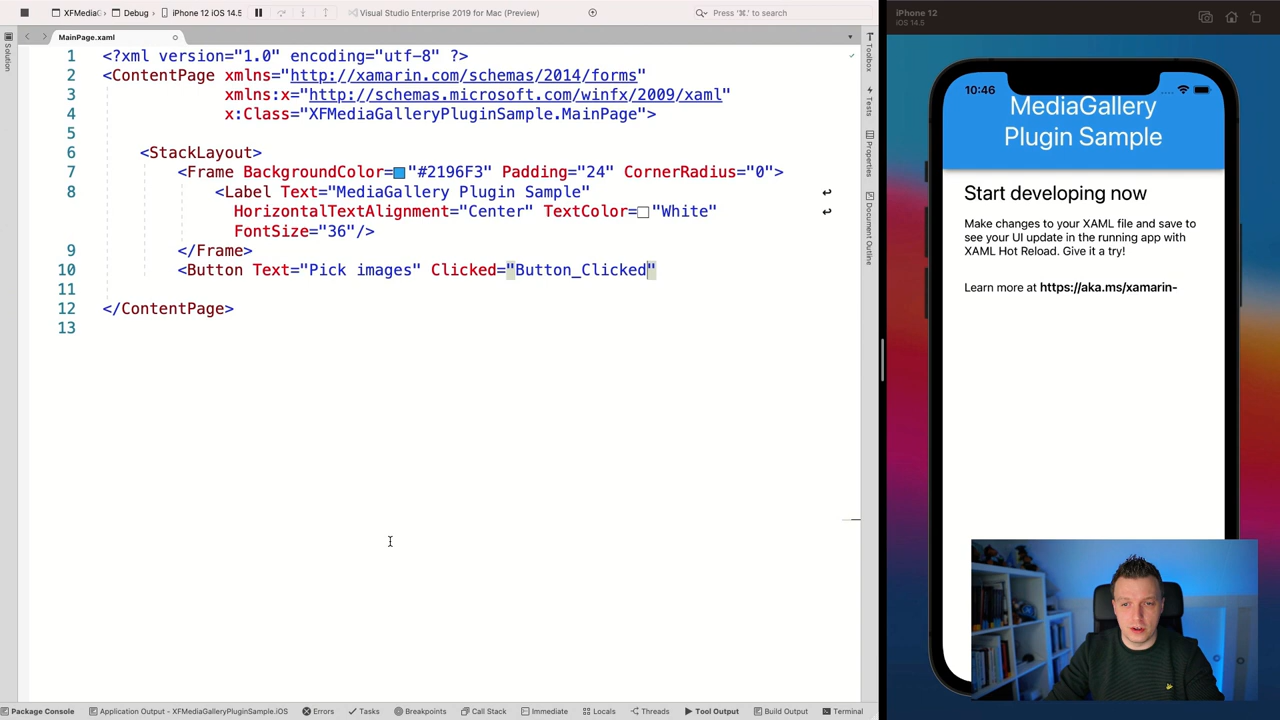 XFMediaG
Debug
iPhone 12 iOS 14.5
Visual Studio Enterprise 2019 for Mac (Preview)
Press '⌘.' to search
MainPage.xaml
Solution
1 <?xml version="1.0" encoding="utf-8" ?>
2 <ContentPage xmlns="http://xamarin.com/schemas/2014/forms"
3 xmlns:x="http://schemas.microsoft.com/winfx/2009/xaml"
4 x:Class="XFMediaGalleryPluginSample.MainPage">
5
6 <StackLayout>
7 <Frame BackgroundColor="#2196F3" Padding="24" CornerRadius="0">
8 <Label Text="MediaGallery Plugin Sample"
HorizontalTextAlignment="Center" TextColor="White"
FontSize="36"/>
9 </Frame>
10 <Button Text="Pick images" Clicked="Button_Clicked"
11
12 </ContentPage>
13
Toolbox
Tests
Properties
Document Outline
Package Console
Application Output - XFMediaGalleryPluginSample.iOS
Errors
Tasks
Breakpoints
Call Stack
Immediate
Locals
Threads
Tool Output
Build Output
Terminal
iPhone 12
iOS 14.5
10:46
MediaGallery
Plugin Sample
Start developing now
Make changes to your XAML file and save to
see your UI update in the running app with
XAML Hot Reload. Give it a try!
Learn more at https://aka.ms/xamarin-